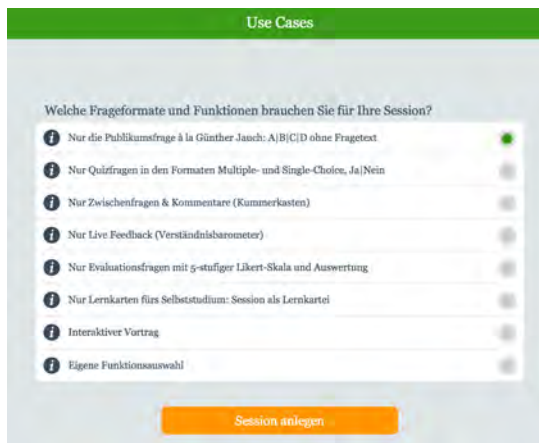 Use Cases
Welche Frageformate und Funktionen brauchen Sie für Ihre Session?
Nur die Publikumsfrage à la Günther Jauch: A|B|C|D ohne Fragetext
Nur Quizfragen in den Formaten Multiple- und Single-Choice, Ja|Nein
Nur Zwischenfragen & Kommentare (Kummerkasten)
Nur Live Feedback (Verständnisbarometer)
Nur Evaluationsfragen mit 5-stufiger Likert-Skala und Auswertung
Nur Lernkarten fürs Selbststudium: Session als Lernkartei
Interaktiver Vortrag
Eigene Funktionsauswahl
Session anlegen